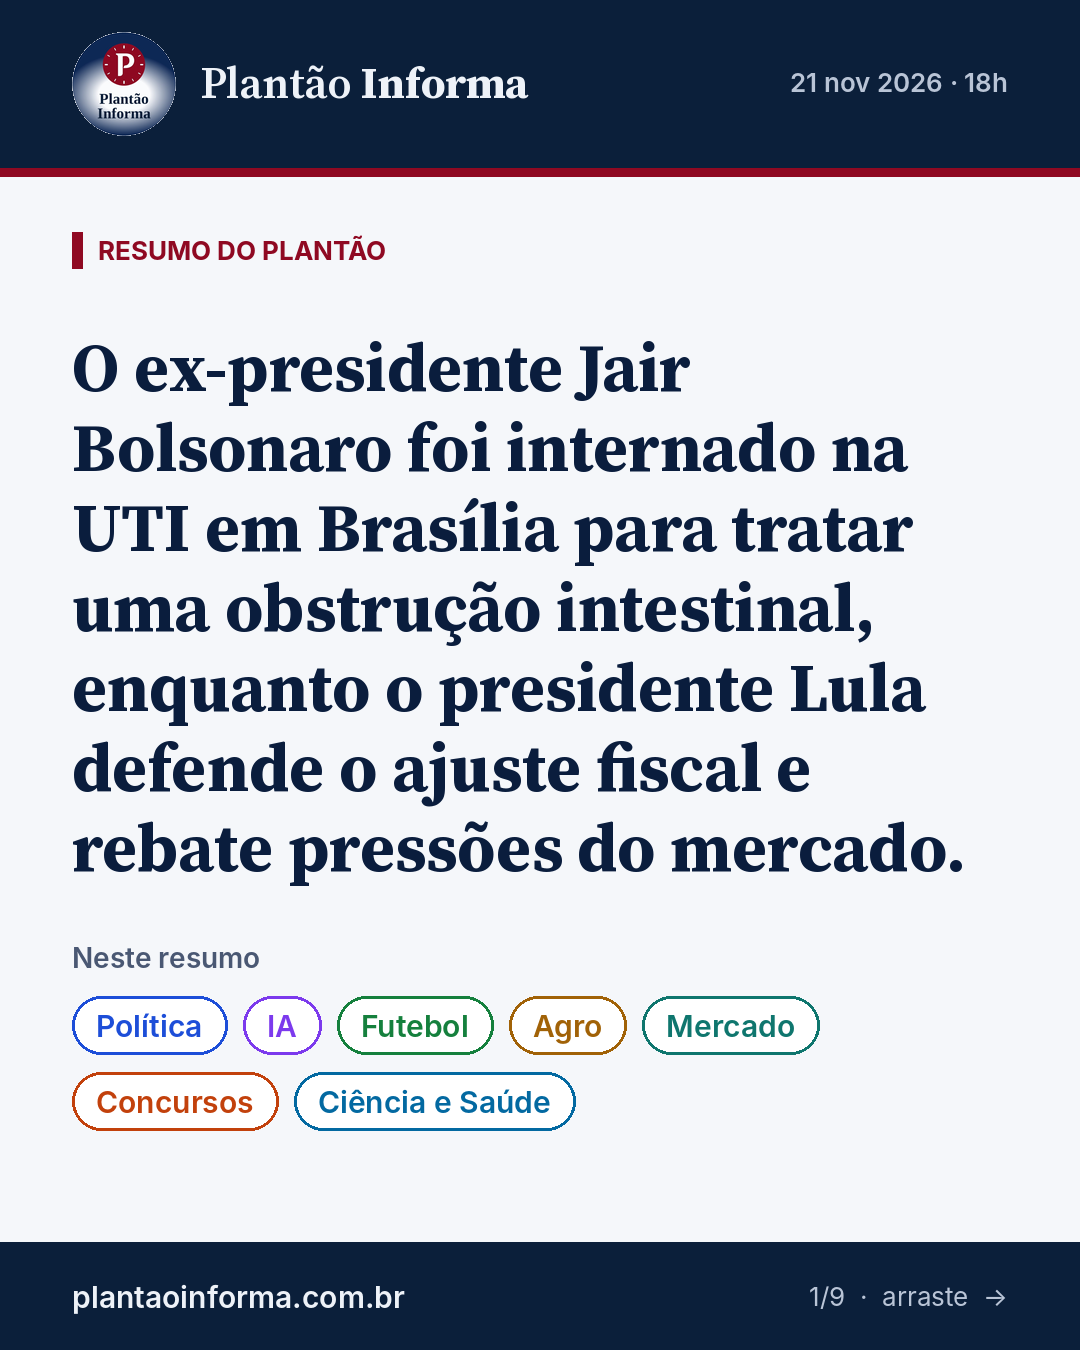 P
Plantão
Informa
Plantão Informa
21 nov 2026 · 18h
RESUMO DO PLANTÃO
O ex-presidente Jair
Bolsonaro foi internado na
UTI em Brasília para tratar
uma obstrução intestinal,
enquanto o presidente Lula
defende o ajuste fiscal e
rebate pressões do mercado.
Neste resumo
Política IA Futebol Agro Mercado
Concursos Ciência e Saúde
plantaoinforma.com.br
1/9 · arraste →